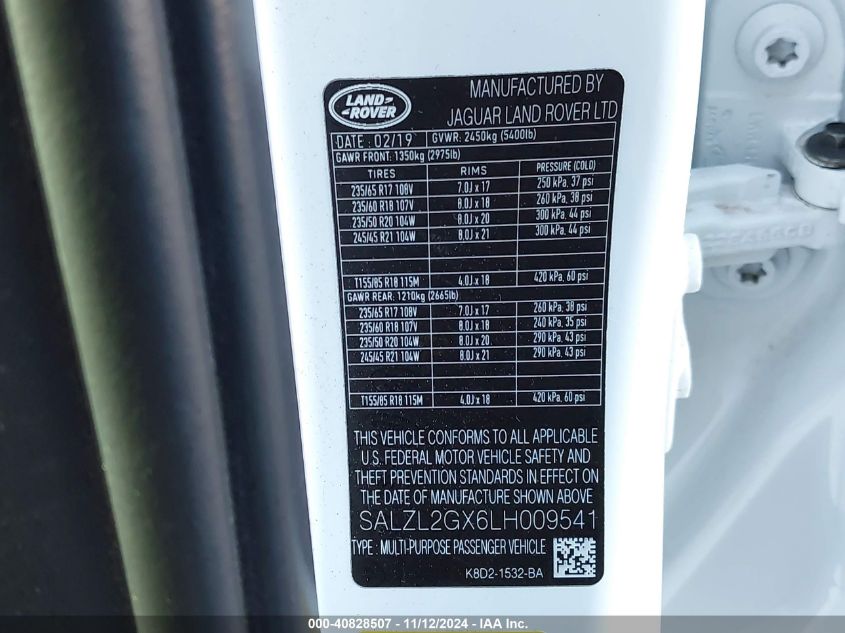 LAND
ROVER
MANUFACTURED BY
JAGUAR LAND ROVER LTD
DATE : 02/19 GVWR: 2450kg (5400lb)
GAWR FRONT: 1350kg (2975lb)
TIRES RIMS PRESSURE (COLD)
235/65 R17 108V 7.0J x 17 250 kPa, 37 psi
235/60 R18 107V 8.0J x 18 260 kPa, 38 psi
235/50 R20 104W 8.0J x 20 300 kPa, 44 psi
245/45 R21 104W 8.0J x 21 300 kPa, 44 psi
T155/85 R18 115M 4.0J x 18 420 kPa, 60 psi
GAWR REAR: 1210kg (2665lb)
235/65 R17 108V 7.0J x 17 260 kPa, 38 psi
235/60 R18 107V 8.0J x 18 240 kPa, 35 psi
235/50 R20 104W 8.0J x 20 290 kPa, 43 psi
245/45 R21 104W 8.0J x 21 290 kPa, 43 psi
T155/85 R18 115M 4.0J x 18 420 kPa, 60 psi
THIS VEHICLE CONFORMS TO ALL APPLICABLE
U.S. FEDERAL MOTOR VEHICLE SAFETY AND
THEFT PREVENTION STANDARDS IN EFFECT ON
THE DATE OF MANUFACTURE SHOWN ABOVE
SALZL2GX6LH009541
TYPE : MULTI-PURPOSE PASSENGER VEHICLE
K8D2-1532-BA
000-40828507 - 11/12/2024 - IAA Inc.